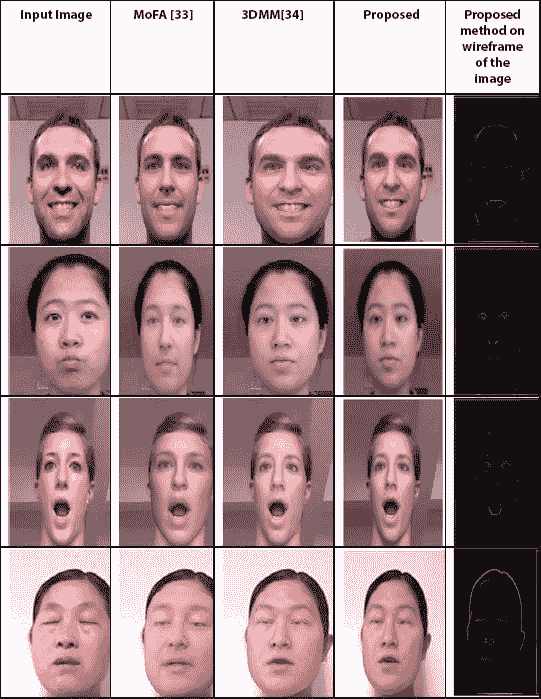 Input Image
MoFA [33]
3DMM[34]
Proposed
Proposed
method on
wireframe
of the
image